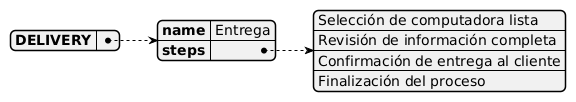 DELIVERY
name Entrega
steps
Selección de computadora lista
Revisión de información completa
Confirmación de entrega al cliente
Finalización del proceso